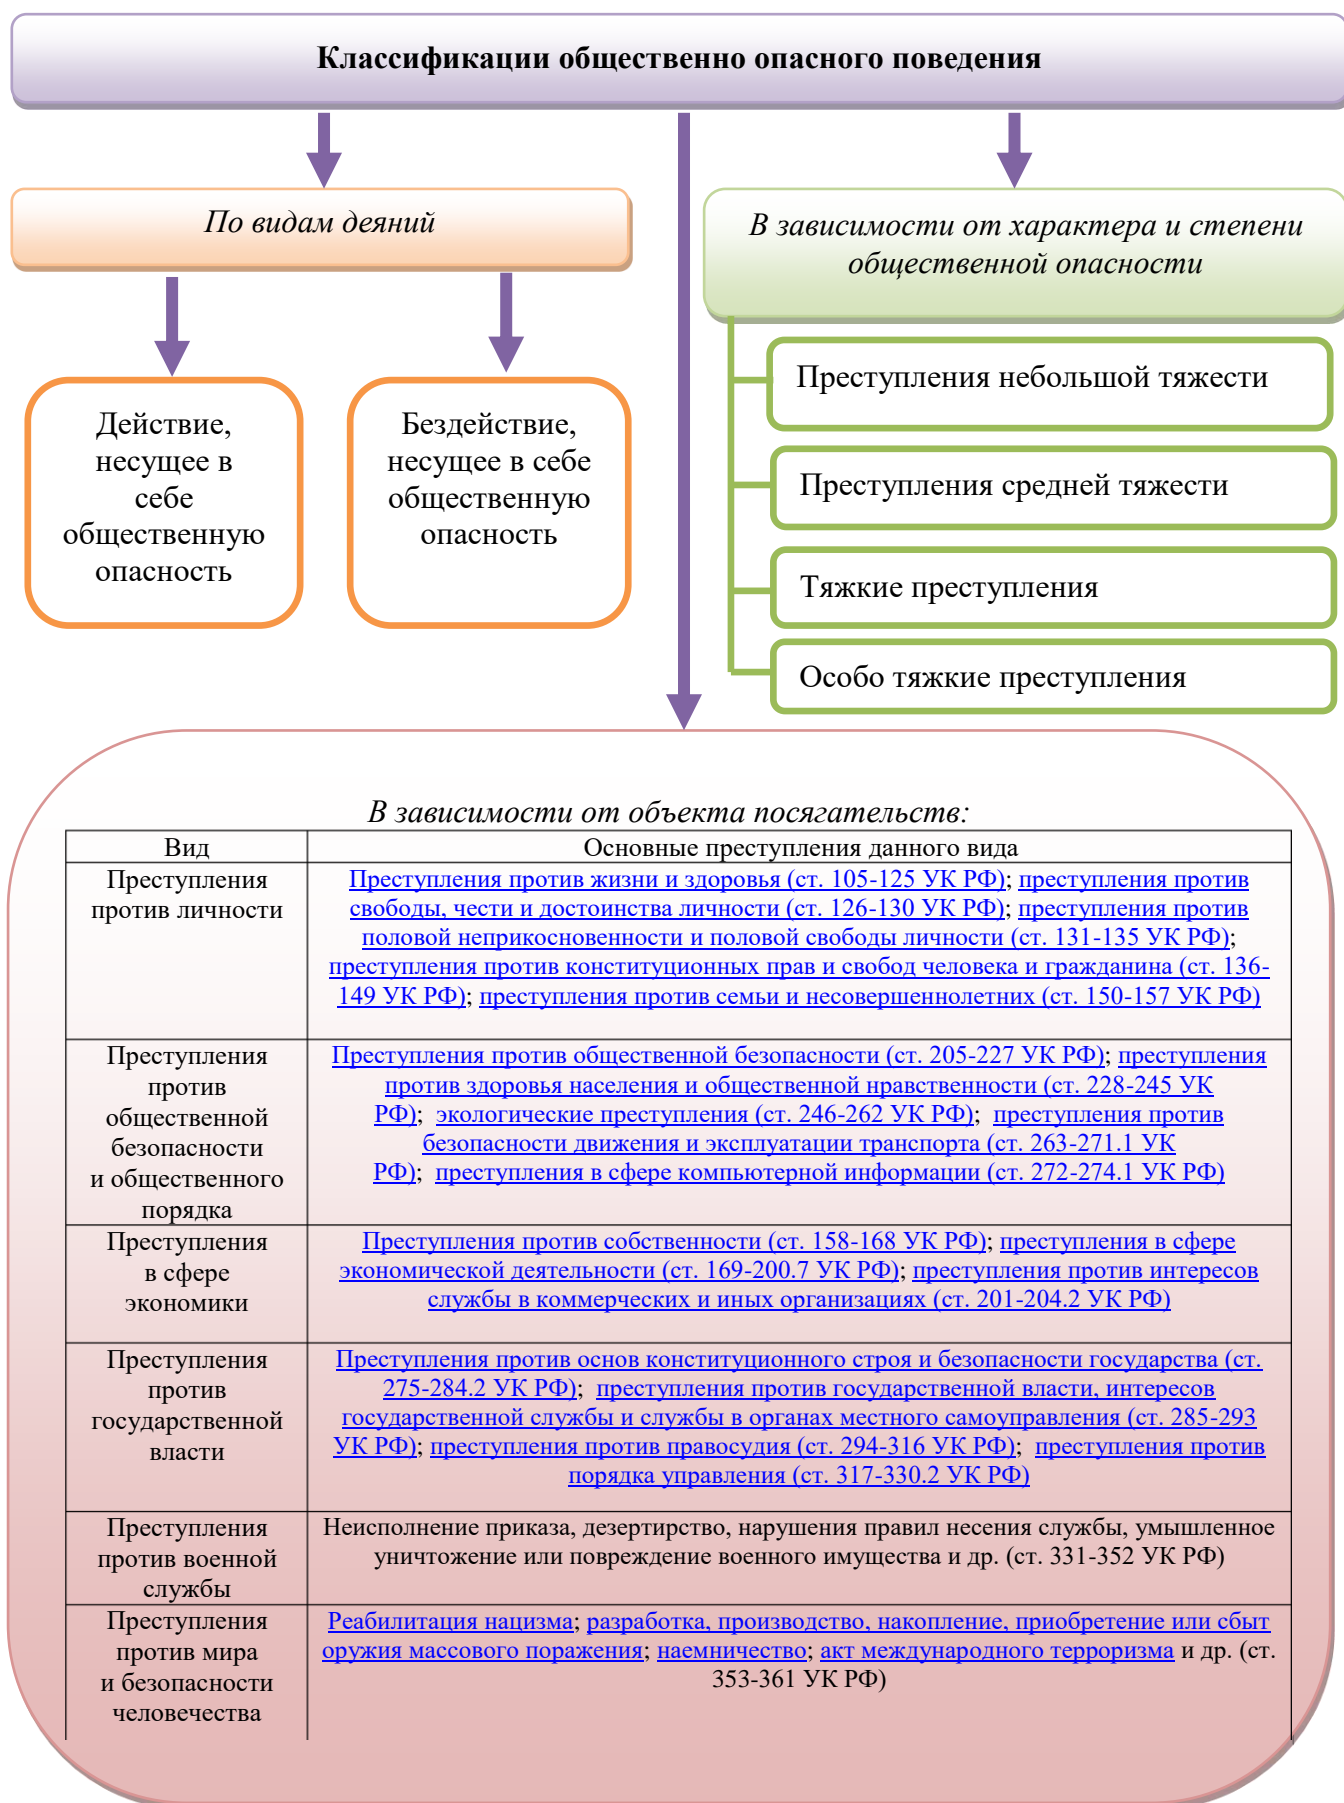 Классификации общественно опасного поведения
По видам деяний
В зависимости от характера и степени
общественной опасности
Действие,
несущее в
себе
общественную
опасность
Бездействие,
несущее в себе
общественную
опасность
Преступления небольшой тяжести
Преступления средней тяжести
Тяжкие преступления
Особо тяжкие преступления
В зависимости от объекта посягательств:
Вид
Основные преступления данного вида
Преступления
против личности
Преступления против жизни и здоровья (ст. 105-125 УК РФ); преступления против
свободы, чести и достоинства личности (ст. 126-130 УК РФ); преступления против
половой неприкосновенности и половой свободы личности (ст. 131-135 УК РФ);
преступления против конституционных прав и свобод человека и гражданина (ст. 136-
149 УК РФ); преступления против семьи и несовершеннолетних (ст. 150-157 УК РФ)
Преступления
против
общественной
безопасности
и общественного
порядка
Преступления против общественной безопасности (ст. 205-227 УК РФ); преступления
против здоровья населения и общественной нравственности (ст. 228-245 УК
РФ); экологические преступления (ст. 246-262 УК РФ); преступления против
безопасности движения и эксплуатации транспорта (ст. 263-271.1 УК
РФ); преступления в сфере компьютерной информации (ст. 272-274.1 УК РФ)
Преступления
в сфере
экономики
Преступления против собственности (ст. 158-168 УК РФ); преступления в сфере
экономической деятельности (ст. 169-200.7 УК РФ); преступления против интересов
службы в коммерческих и иных организациях (ст. 201-204.2 УК РФ)
Преступления
против
государственной
власти
Преступления против основ конституционного строя и безопасности государства (ст.
275-284.2 УК РФ); преступления против государственной власти, интересов
государственной службы и службы в органах местного самоуправления (ст. 285-293
УК РФ); преступления против правосудия (ст. 294-316 УК РФ); преступления против
порядка управления (ст. 317-330.2 УК РФ)
Преступления
против военной
службы
Неисполнение приказа, дезертирство, нарушения правил несения службы, умышленное
уничтожение или повреждение военного имущества и др. (ст. 331-352 УК РФ)
Преступления
против мира
и безопасности
человечества
Реабилитация нацизма; разработка, производство, накопление, приобретение или сбыт
оружия массового поражения; наемничество; акт международного терроризма и др. (ст.
353-361 УК РФ)